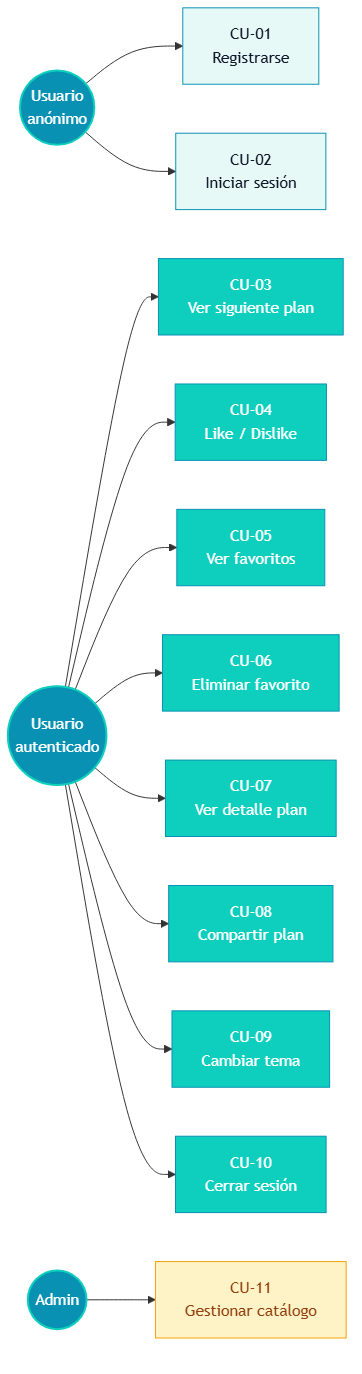 Usuario
anónimo
CU-01
Registrarse
CU-02
Iniciar sesión
Usuario
autenticado
CU-03
Ver siguiente plan
CU-04
Like / Dislike
CU-05
Ver favoritos
CU-06
Eliminar favorito
CU-07
Ver detalle plan
CU-08
Compartir plan
CU-09
Cambiar tema
CU-10
Cerrar sesión
Admin
CU-11
Gestionar catálogo